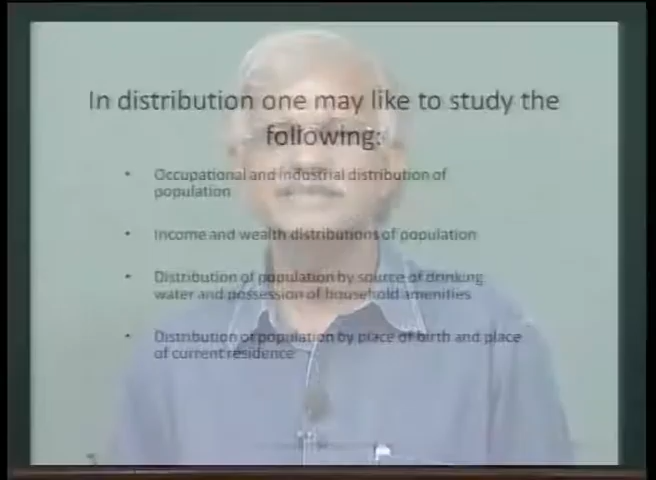 In distribution one may like to study the
following:
• Occupational and industrial distribution of
population
• Income and wealth distributions of population
• Distribution of population by source of drinking
water and possession of household amenities
• Distribution of population by place of birth and place
of current residence